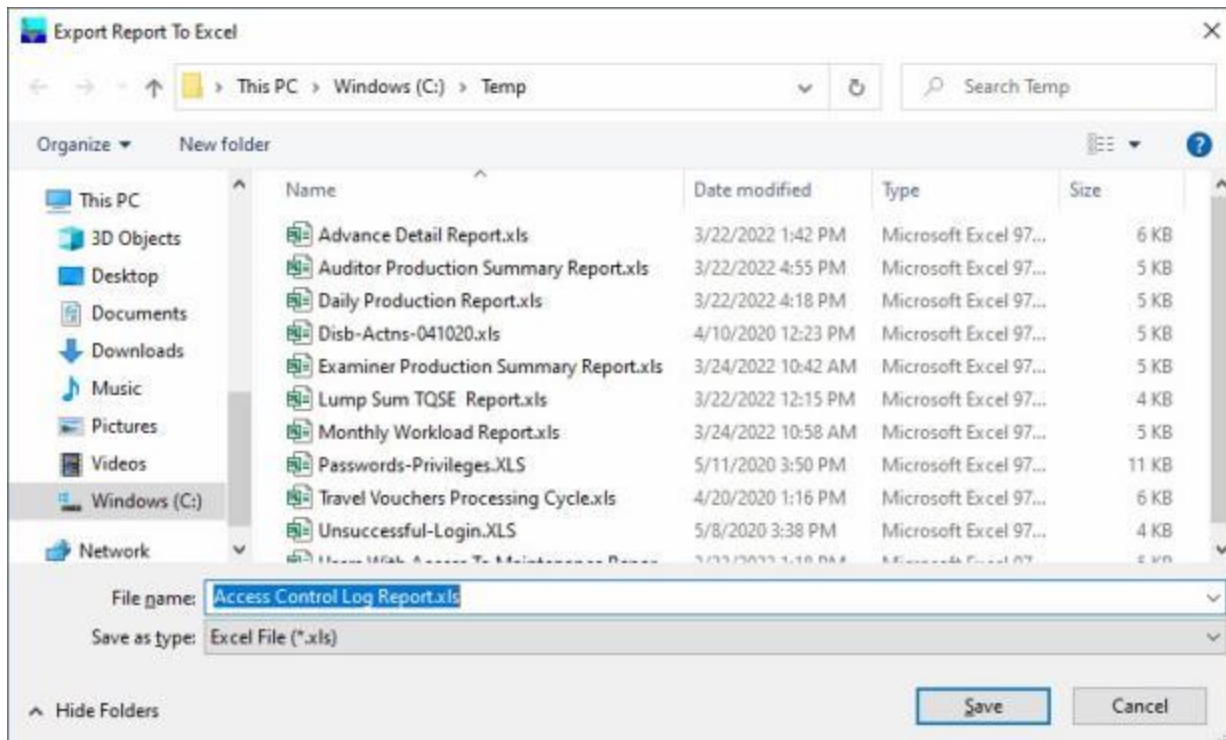 Export Report To Excel
This PC > Windows (C:) > Temp
Search Temp
Organize New folder
This PC
3D Objects
Desktop
Documents
Downloads
Music
Pictures
Videos
Windows (C:)
Network
Name Date modified Type Size
Advance Detail Report.xls 3/22/2022 1:42 PM Microsoft Excel 97... 6 KB
Auditor Production Summary Report.xls 3/22/2022 4:55 PM Microsoft Excel 97... 5 KB
Daily Production Report.xls 3/22/2022 4:18 PM Microsoft Excel 97... 5 KB
Disb-Actns-041020.xls 4/10/2020 12:23 PM Microsoft Excel 97... 5 KB
Examiner Production Summary Report.xls 3/24/2022 10:42 AM Microsoft Excel 97... 5 KB
Lump Sum TQSE Report.xls 3/22/2022 12:15 PM Microsoft Excel 97... 4 KB
Monthly Workload Report.xls 3/24/2022 10:58 AM Microsoft Excel 97... 5 KB
Passwords-Privileges.XLS 5/11/2020 3:50 PM Microsoft Excel 97... 11 KB
Travel Vouchers Processing Cycle.xls 4/20/2020 1:16 PM Microsoft Excel 97... 6 KB
Unsuccessful-Login.XLS 5/8/2020 3:38 PM Microsoft Excel 97... 4 KB
Users With Access To Maintenance
File name: Access Control Log Report.xls
Save as type: Excel File (*.xls)
Hide Folders
Save Cancel